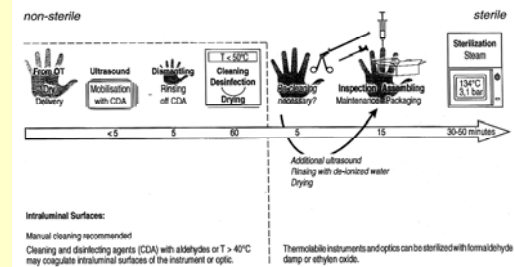 non-sterile
sterile
From OT
Dry
Delivery
Ultrasound
Mobilisation
with CDA
Dismantling
Rinsing
off CDA
T < 50°C
Cleaning
Desinfection
Drying
Re-cleaning
necessary?
Inspection Assembling
Maintenance Packaging
Sterilization
Steam
134°C
3,1 bar
< 5
5
60
5
15
30-50 minutes
Additional ultrasound
Rinsing with de-ionized water
Drying
Intraluminal Surfaces:
Manual cleaning recommended
Cleaning and disinfecting agents (CDA) with aldehydes or T > 40°C
may coagulate intraluminal surfaces of the instrument or optic.
Thermolabile instruments and optics can be sterilized with formaldehyde
damp or ethylen oxide.